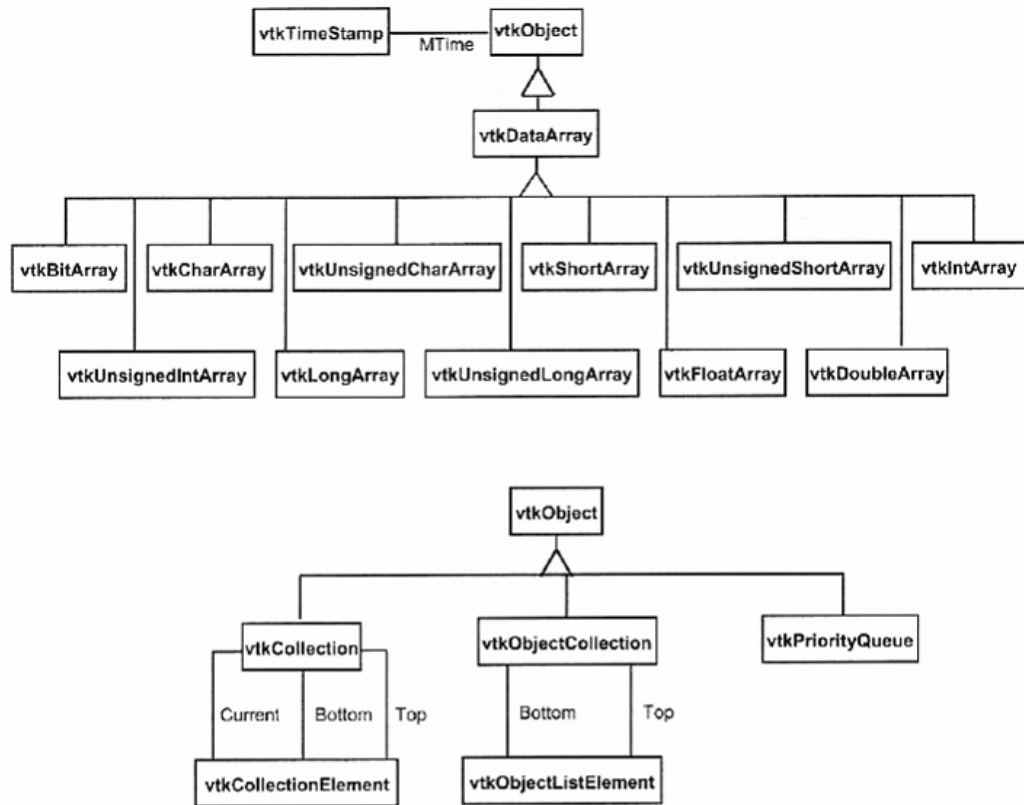 vtkTimeStamp
MTime
vtkObject
vtkDataArray
vtkBitArray
vtkCharArray
vtkUnsignedCharArray
vtkShortArray
vtkUnsignedShortArray
vtkIntArray
vtkUnsignedIntArray
vtkLongArray
vtkUnsignedLongArray
vtkFloatArray
vtkDoubleArray
vtkObject
vtkCollection
vtkObjectCollection
vtkPriorityQueue
Current
Bottom
Top
Bottom
Top
vtkCollectionElement
vtkObjectListElement